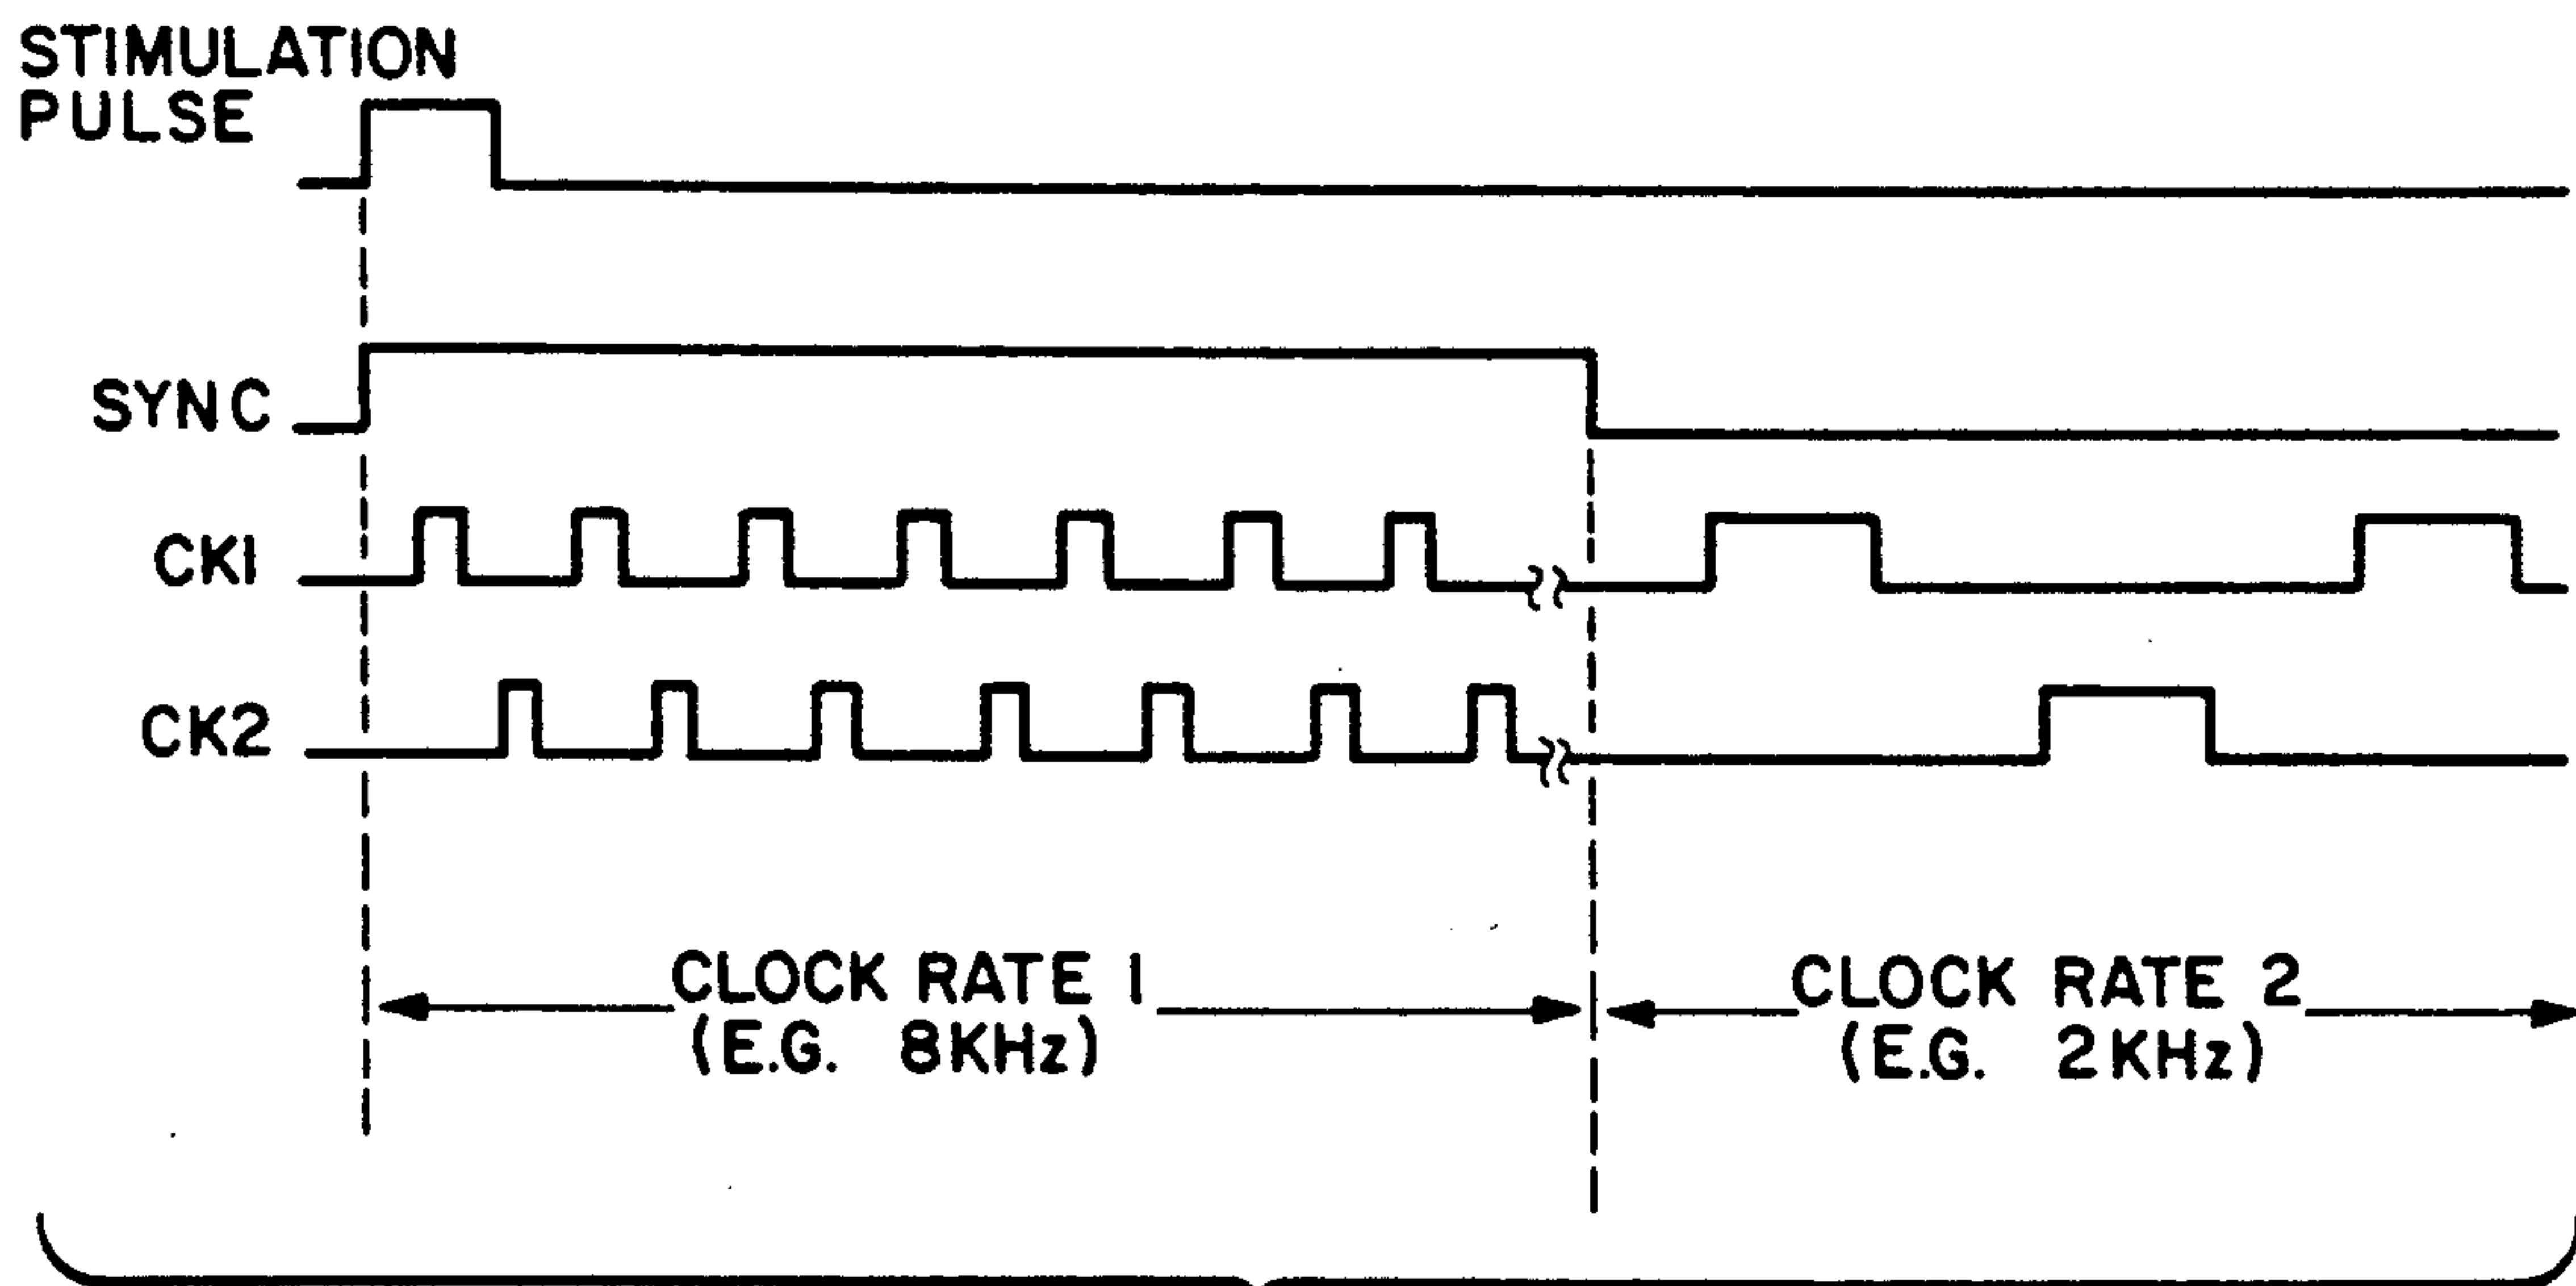 STIMULATION
PULSE
SYNC
CK1
CK2
CLOCK RATE 1
(E.G. 8KHz)
CLOCK RATE 2
(E.G. 2KHz)